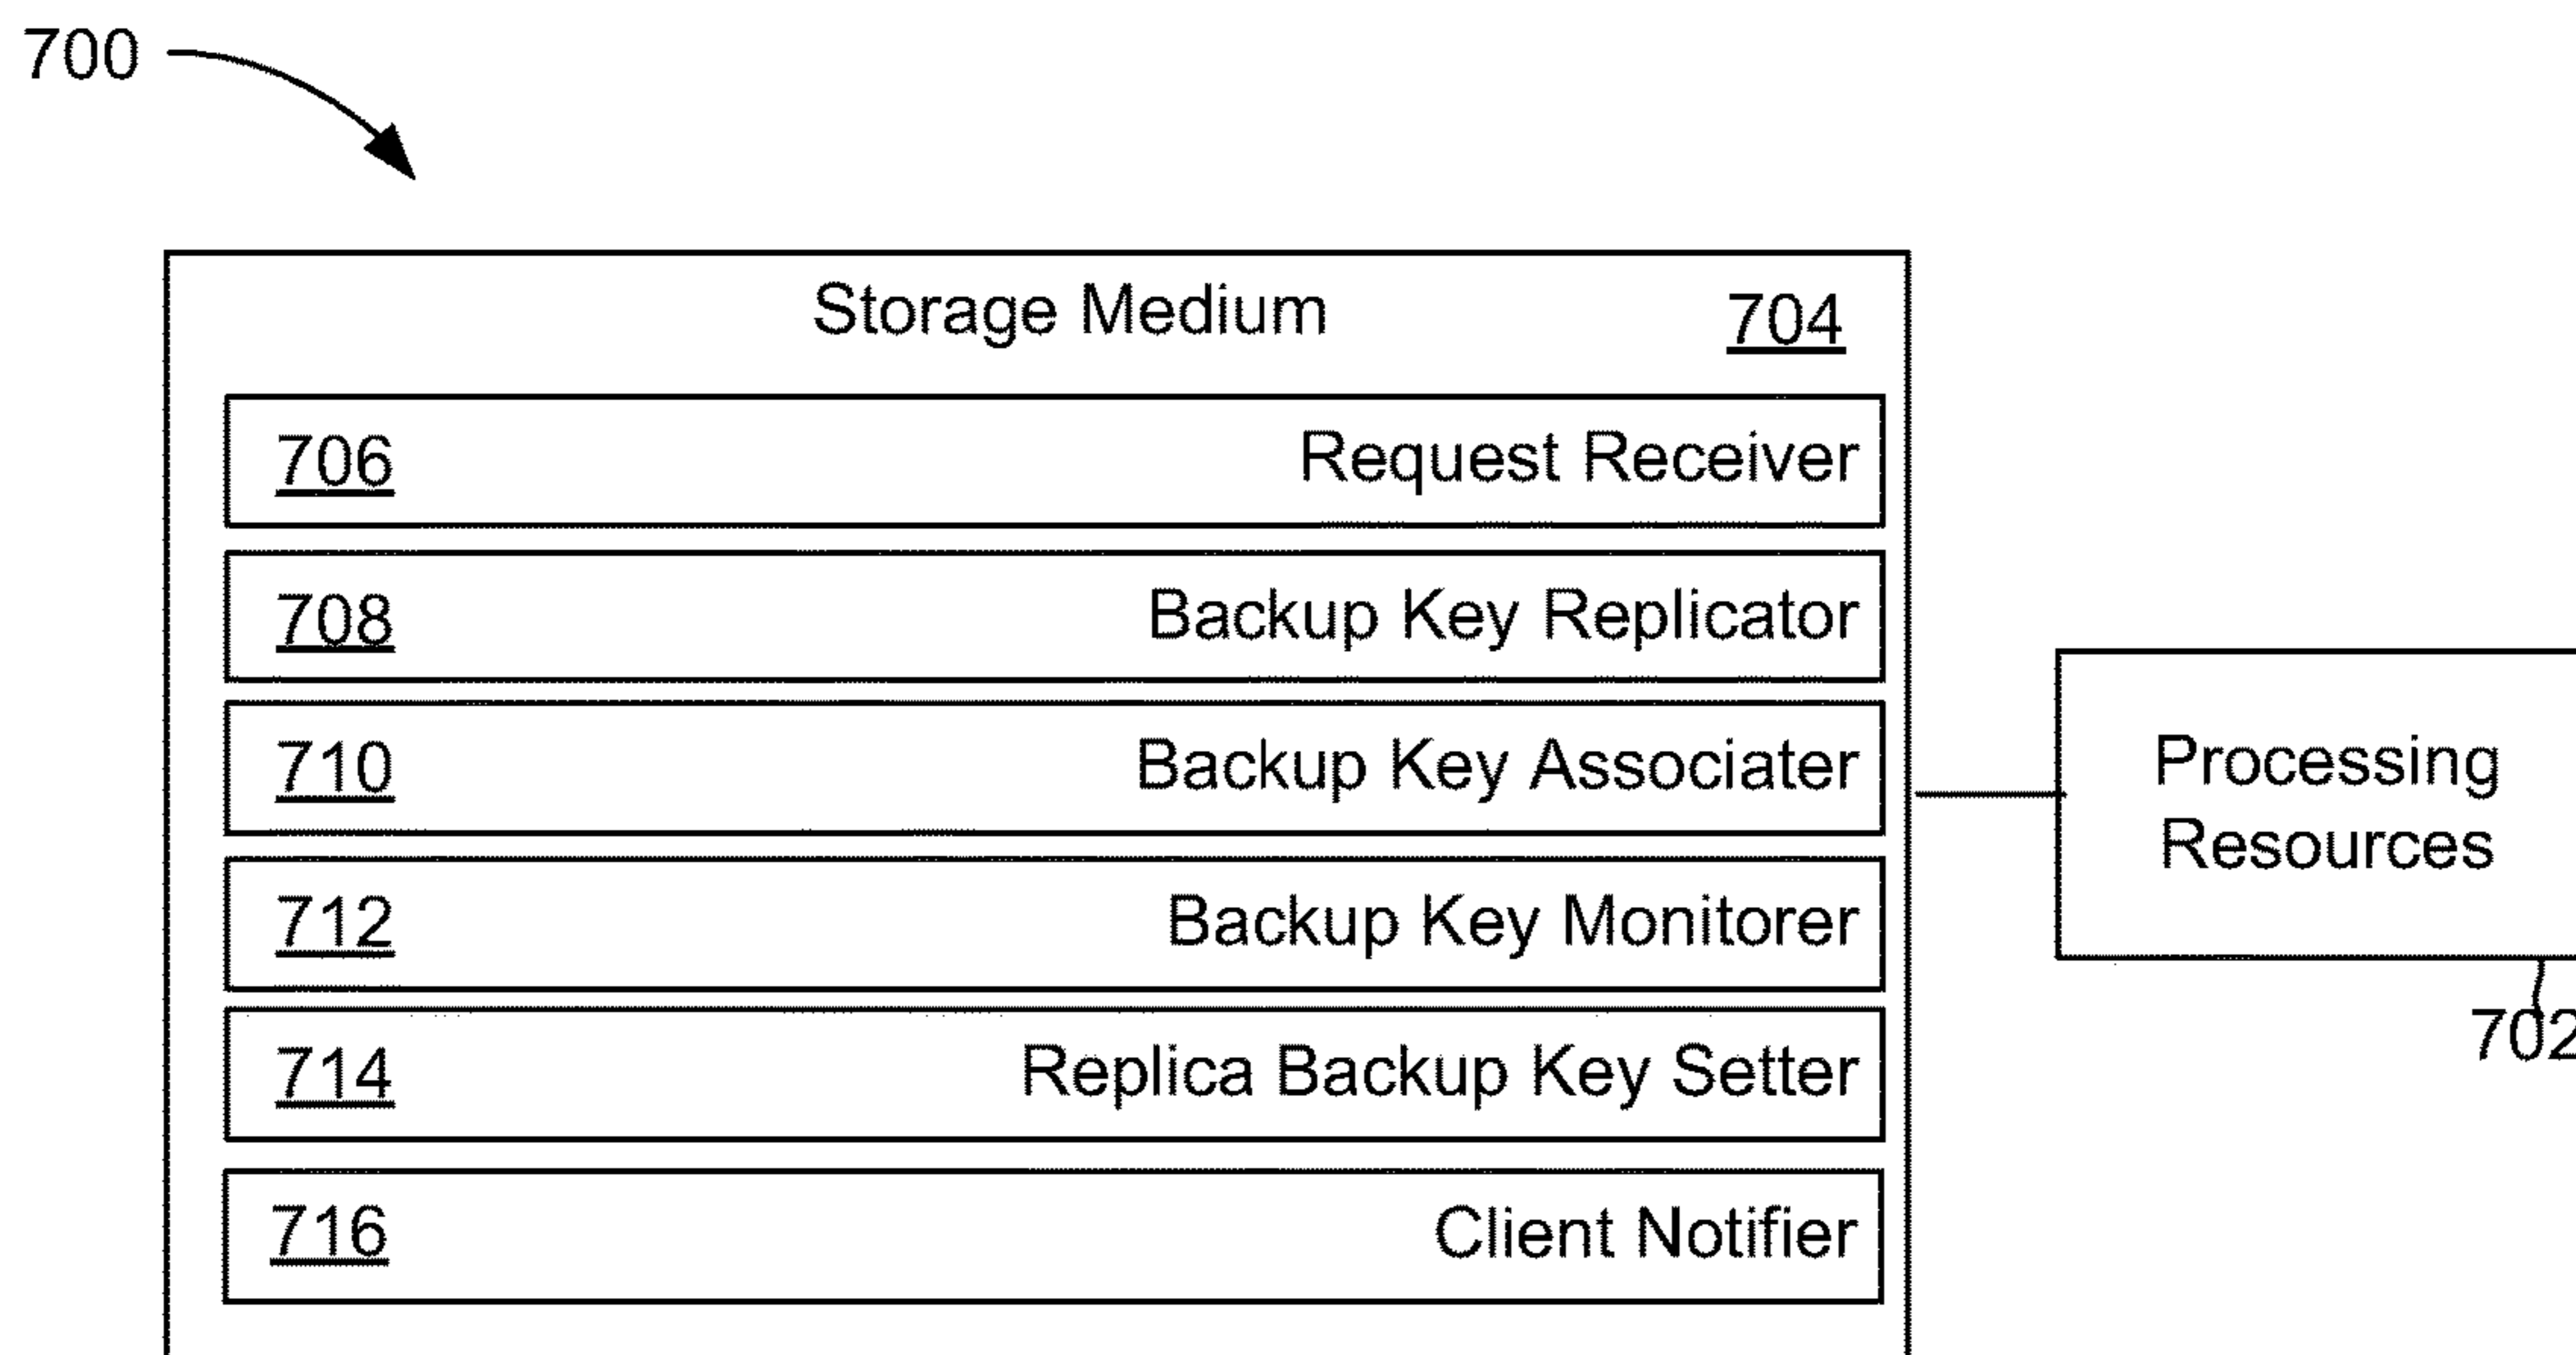 700
Storage Medium 704
706 Request Receiver
708 Backup Key Replicator
710 Backup Key Associater
712 Backup Key Monitorer
714 Replica Backup Key Setter
716 Client Notifier
Processing
Resources
702